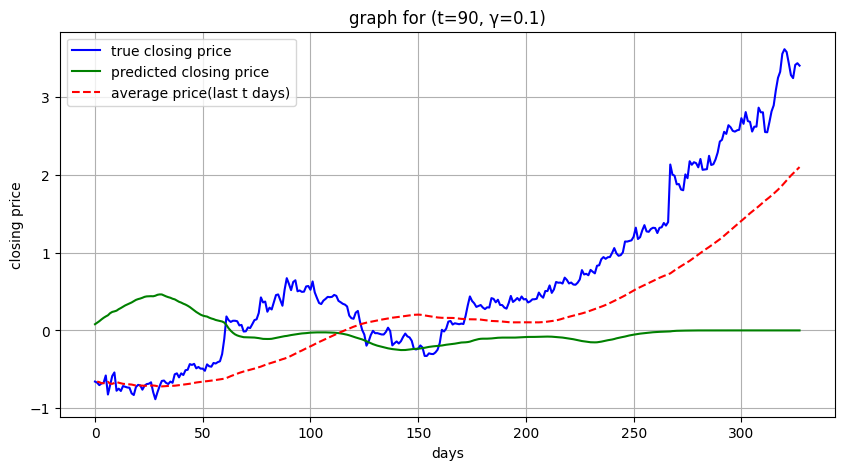 graph for (t=90, γ=0.1)
true closing price
predicted closing price
average price(last t days)
closing price
3
2
1
0
−1
0
50
100
150
200
250
300
days